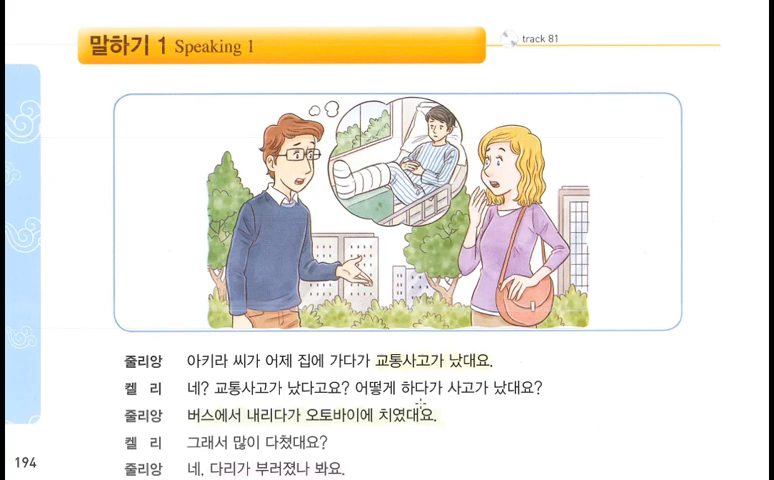 말하기 1 Speaking 1
track 81
줄리앙 아키라 씨가 어제 집에 가다가 교통사고가 났대요.
켈 리 네? 교통사고가 났다고요? 어떻게 하다가 사고가 났대요?
줄리앙 버스에서 내리다가 오토바이에 치였대요.
켈 리 그래서 많이 다쳤대요?
줄리앙 네, 다리가 부러졌나 봐요.
194